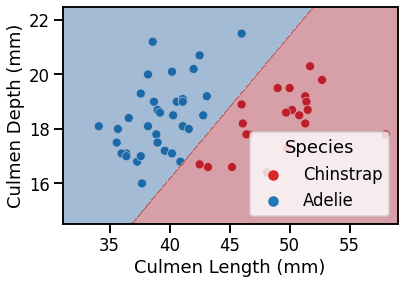 22
20
18
16
Culmen Depth (mm)
Species
Chinstrap
Adelie
35
40
45
50
55
Culmen Length (mm)